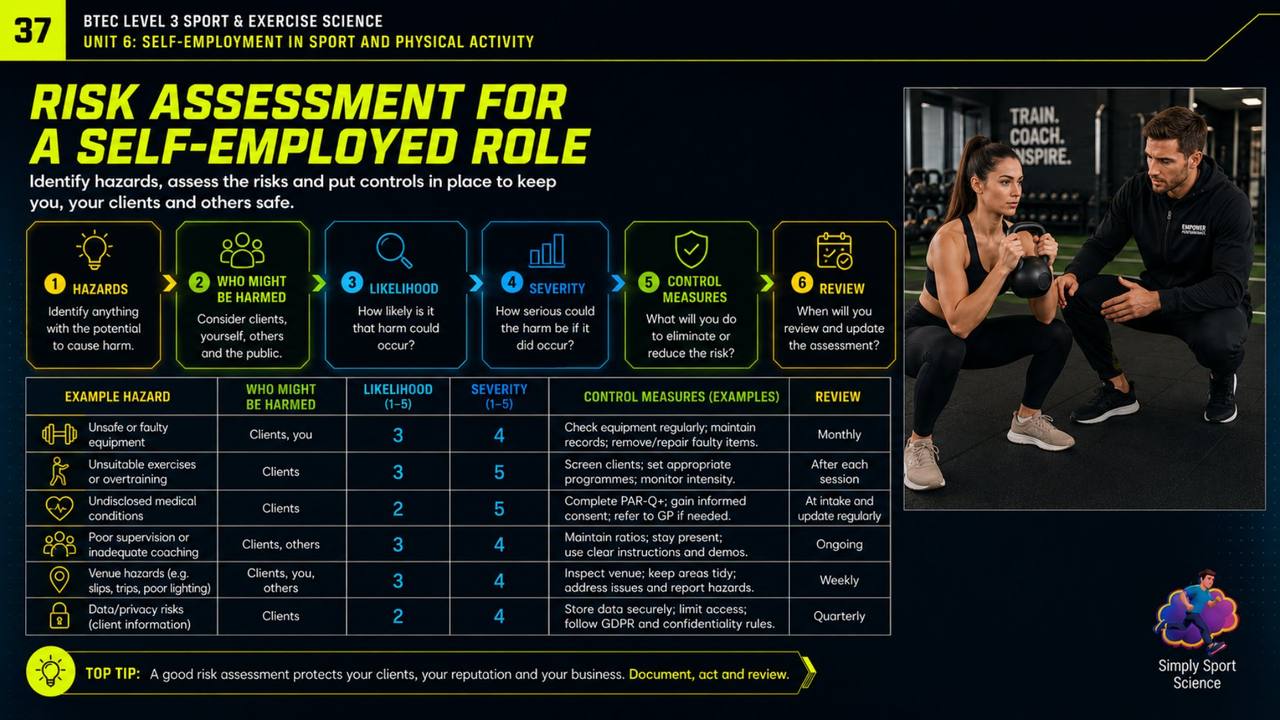 37
BTEC LEVEL 3 SPORT & EXERCISE SCIENCE
UNIT 6: SELF-EMPLOYMENT IN SPORT AND PHYSICAL ACTIVITY
RISK ASSESSMENT FOR
A SELF-EMPLOYED ROLE
Identify hazards, assess the risks and put controls in place to keep
you, your clients and others safe.
1 HAZARDS
Identify anything
with the potential
to cause harm.
2 WHO MIGHT
BE HARMED
Consider clients,
yourself, others
and the public.
3 LIKELIHOOD
How likely is it
that harm could
occur?
4 SEVERITY
How serious could
the harm be if it
did occur?
5 CONTROL
MEASURES
What will you do
to eliminate or
reduce the risk?
6 REVIEW
When will you
review and update
the assessment?
EXAMPLE HAZARD
WHO MIGHT
BE HARMED
LIKELIHOOD
(1–5)
SEVERITY
(1–5)
CONTROL MEASURES (EXAMPLES)
REVIEW
Unsafe or faulty
equipment
Clients, you
3
4
Check equipment regularly; maintain
records; remove/repair faulty items.
Monthly
Unsuitable exercises
or overtraining
Clients
3
5
Screen clients; set appropriate
programmes; monitor intensity.
After each
session
Undisclosed medical
conditions
Clients
2
5
Complete PAR-Q+; gain informed
consent; refer to GP if needed.
At intake and
update regularly
Poor supervision or
inadequate coaching
Clients, others
3
4
Maintain ratios; stay present;
use clear instructions and demos.
Ongoing
Venue hazards (e.g.
slips, trips, poor lighting)
Clients, you,
others
3
4
Inspect venue; keep areas tidy;
address issues and report hazards.
Weekly
Data/privacy risks
(client information)
Clients
2
4
Store data securely; limit access;
follow GDPR and confidentiality rules.
Quarterly
TOP TIP: A good risk assessment protects your clients, your reputation and your business. Document, act and review.
TRAIN.
COACH.
INSPIRE.
EMPOWER
Simply Sport
Science